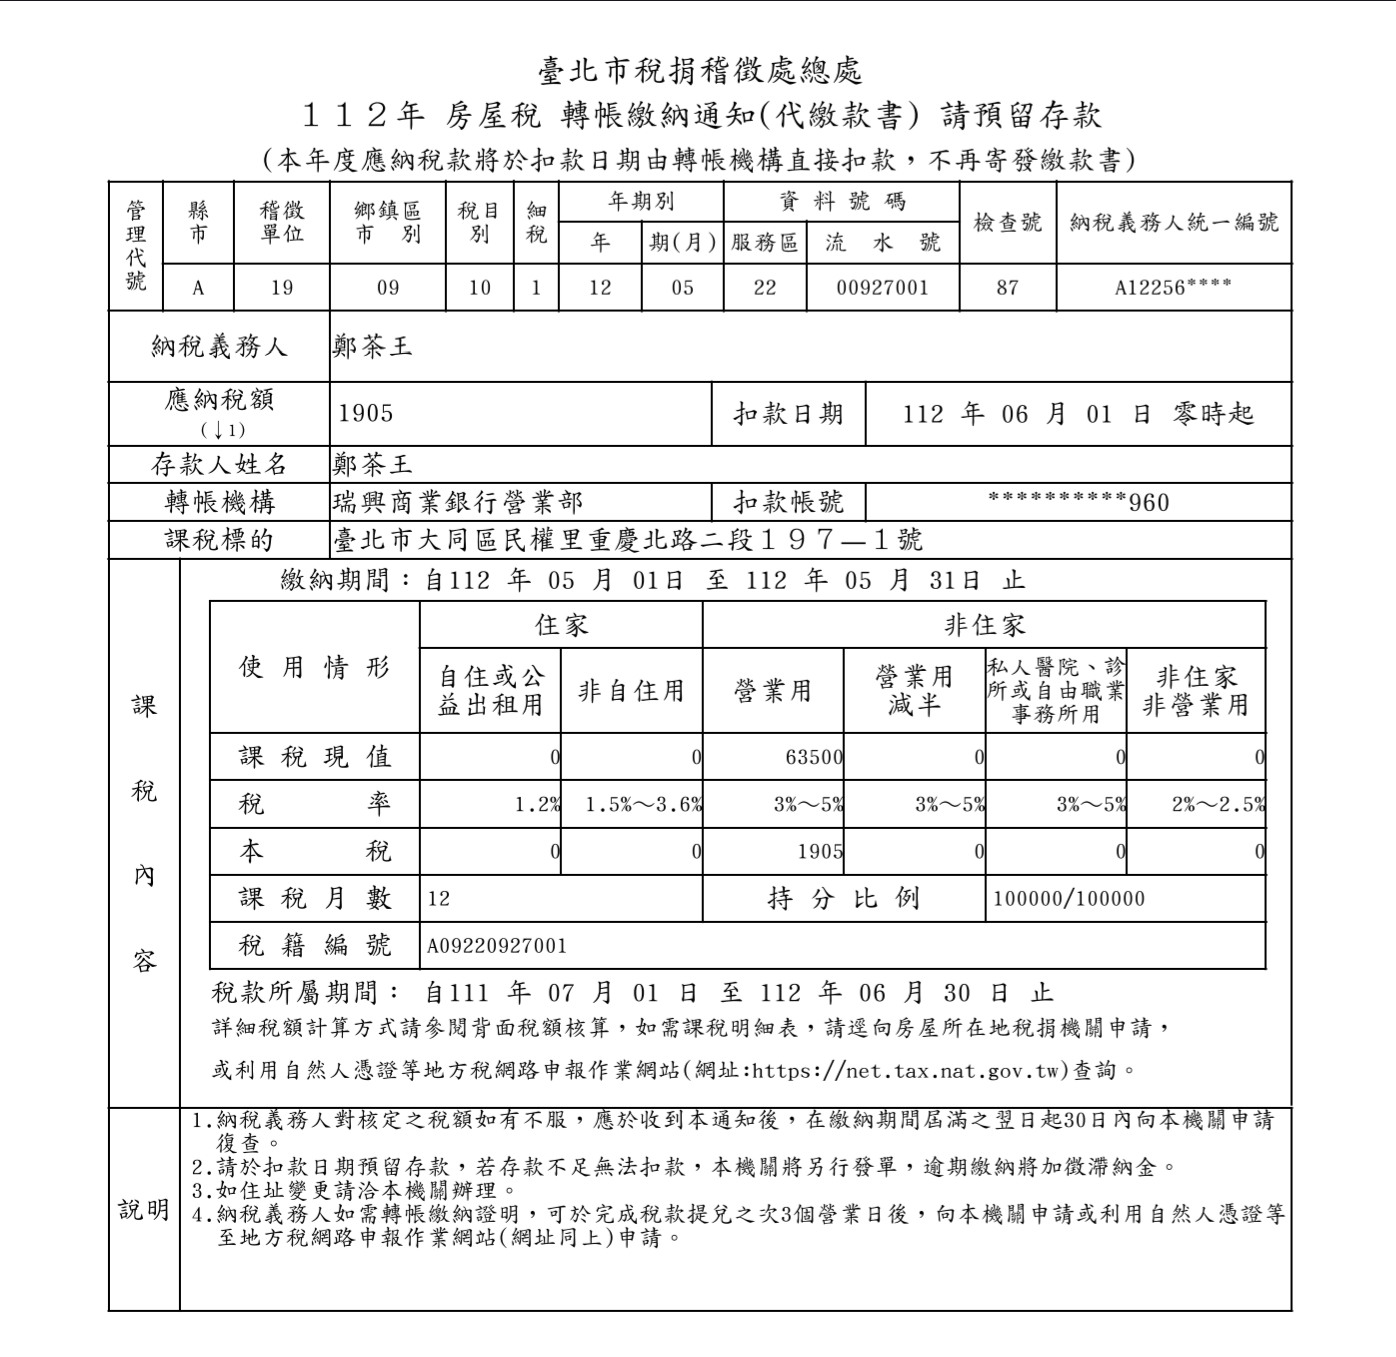 臺北市稅捐稽徵處總處
１１２年 房屋稅 轉帳繳納通知(代繳款書) 請預留存款
(本年度應納稅款將於扣款日期由轉帳機構直接扣款，不再寄發繳款書)
管理代號 縣市 稽徵單位 鄉鎮區市別 稅目別 細稅 年期別 資料號碼 檢查號 納稅義務人統一編號
年 期(月) 服務區 流水號
A 19 09 10 1 12 05 22 00927001 87 A12256****
納稅義務人 鄭茶王
應納稅額 (↓1) 1905 扣款日期 112 年 06 月 01 日 零時起
存款人姓名 鄭茶王
轉帳機構 瑞興商業銀行營業部 扣款帳號 **********960
課稅標的 臺北市大同區民權里重慶北路二段１９７—１號
課稅內容
繳納期間：自112 年 05 月 01日 至 112 年 05 月 31日 止
使用情形 住家 非住家
自住或公益出租用 非自住用 營業用 營業用減半 私人醫院、診所或自由職業事務所用 非住家非營業用
課稅現值 0 0 63500 0 0 0
稅率 1.2% 1.5%～3.6% 3%～5% 3%～5% 3%～5% 2%～2.5%
本稅 0 0 1905 0 0 0
課稅月數 12 持分比例 100000/100000
稅籍編號 A09220927001
稅款所屬期間： 自111 年 07 月 01 日 至 112 年 06 月 30 日 止
詳細稅額計算方式請參閱背面稅額核算，如需課稅明細表，請逕向房屋所在地稅捐機關申請，
或利用自然人憑證等地方稅網路申報作業網站(網址:https://net.tax.nat.gov.tw)查詢。
說明
1.納稅義務人對核定之稅額如有不服，應於收到本通知後，在繳納期間屆滿之翌日起30日內向本機關申請
復查。
2.請於扣款日期預留存款，若存款不足無法扣款，本機關將另行發單，逾期繳納將加徵滯納金。
3.如住址變更請洽本機關辦理。
4.納稅義務人如需轉帳繳納證明，可於完成稅款提兌之次3個營業日後，向本機關申請或利用自然人憑證等
至地方稅網路申報作業網站(網址同上)申請。